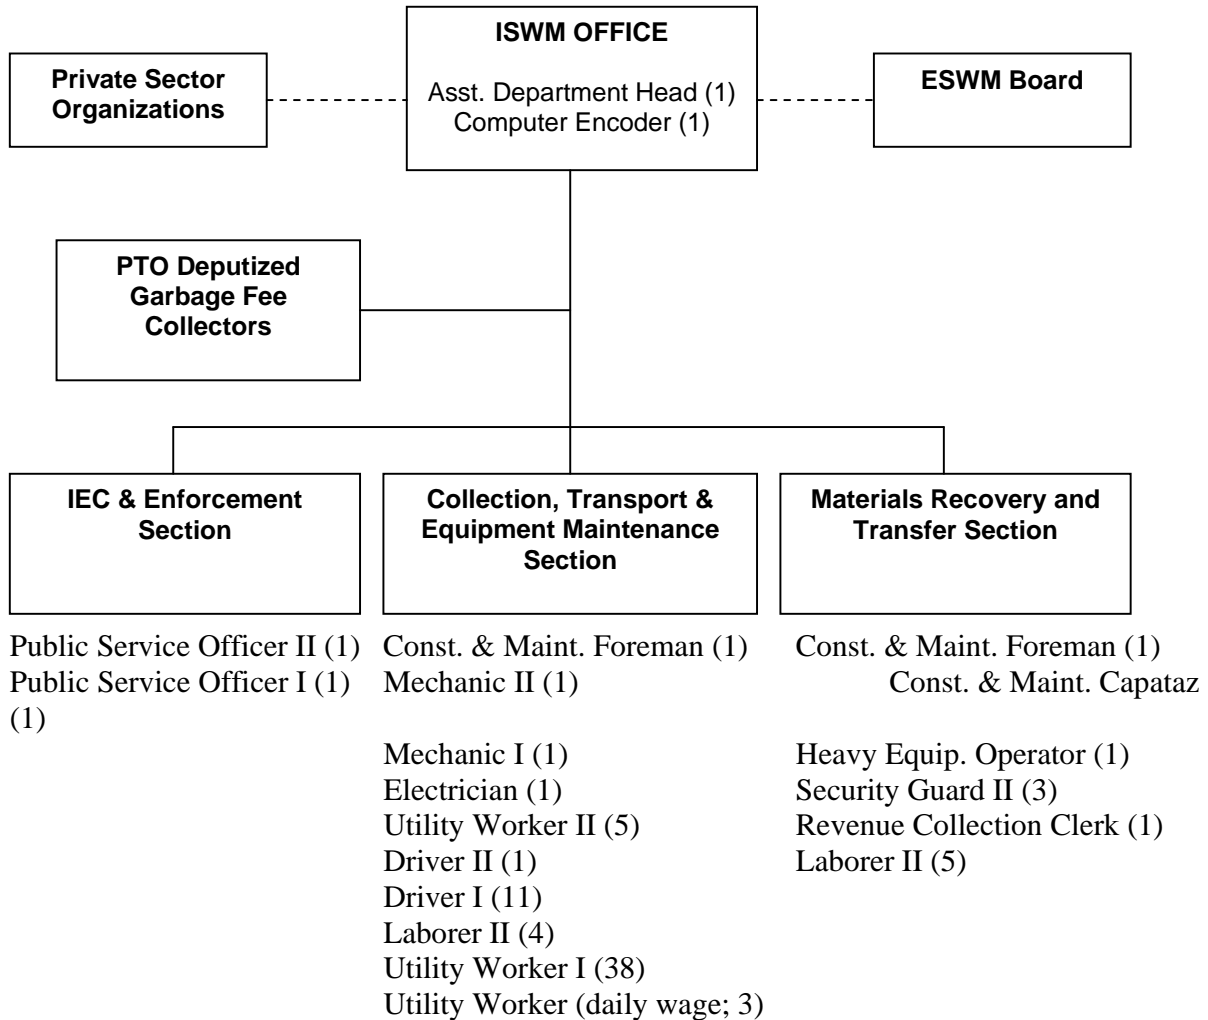 ISWM OFFICE
Asst. Department Head (1)
Computer Encoder (1)
Private Sector
Organizations
ESWM Board
PTO Deputized
Garbage Fee
Collectors
IEC & Enforcement
Section
Collection, Transport &
Equipment Maintenance
Section
Materials Recovery and
Transfer Section
Public Service Officer II (1)
Const. & Maint. Foreman (1)
Const. & Maint. Foreman (1)
Public Service Officer I (1)
Mechanic II (1)
Const. & Maint. Capataz
(1)
Mechanic I (1)
Heavy Equip. Operator (1)
Electrician (1)
Security Guard II (3)
Utility Worker II (5)
Revenue Collection Clerk (1)
Driver II (1)
Laborer II (5)
Driver I (11)
Laborer II (4)
Utility Worker I (38)
Utility Worker (daily wage; 3)